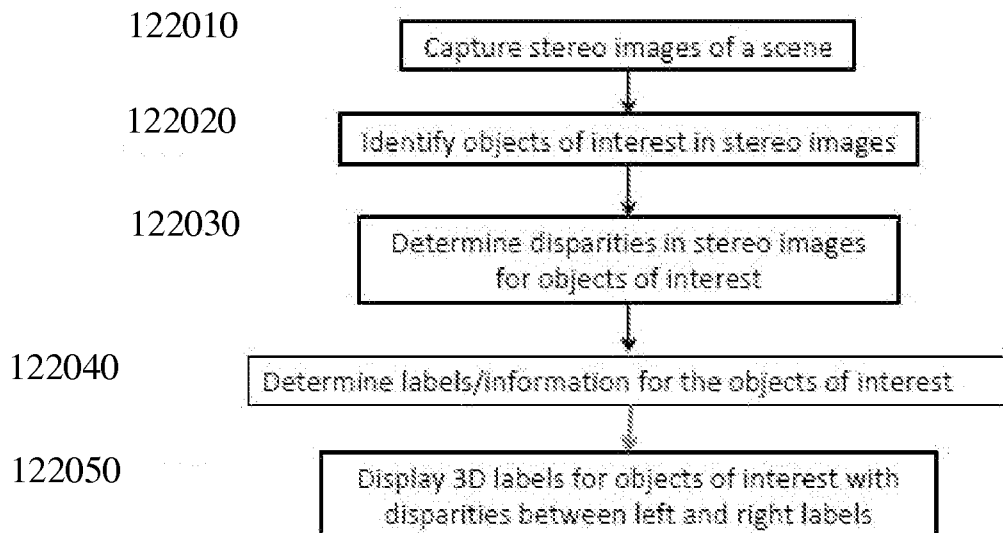 122010
Capture stereo images of a scene
122020
Identify objects of interest in stereo images
122030
Determine disparities in stereo images
for objects of interest
122040
Determine labels/information for the objects of interest
122050
Display 3D labels for objects of interest with
disparities between left and right labels